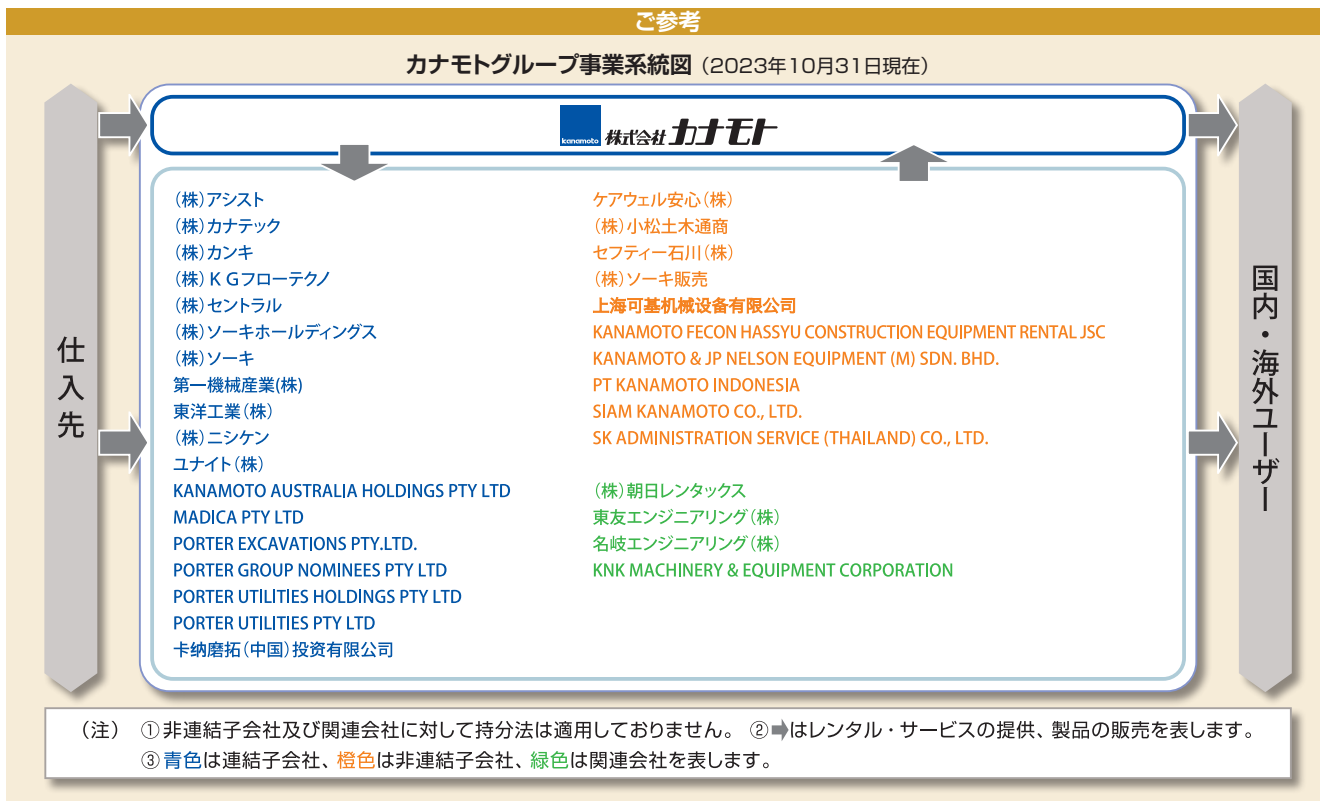 ご参考
カナモトグループ事業系統図（2023年10月31日現在）
仕入先
kanamoto 株式会社カナモト
（株）アシスト
（株）カナテック
（株）カンキ
（株）ＫＧフローテクノ
（株）セントラル
（株）ソーキホールディングス
（株）ソーキ
第一機械産業(株)
東洋工業（株）
（株）ニシケン
ユナイト（株）
KANAMOTO AUSTRALIA HOLDINGS PTY LTD
MADICA PTY LTD
PORTER EXCAVATIONS PTY.LTD.
PORTER GROUP NOMINEES PTY LTD
PORTER UTILITIES HOLDINGS PTY LTD
PORTER UTILITIES PTY LTD
卡纳磨拓（中国）投资有限公司
ケアウェル安心（株）
（株）小松土木通商
セフティー石川（株）
（株）ソーキ販売
上海可基机械设备有限公司
KANAMOTO FECON HASSYU CONSTRUCTION EQUIPMENT RENTAL JSC
KANAMOTO & JP NELSON EQUIPMENT (M) SDN. BHD.
PT KANAMOTO INDONESIA
SIAM KANAMOTO CO., LTD.
SK ADMINISTRATION SERVICE (THAILAND) CO., LTD.
（株）朝日レンタックス
東友エンジニアリング（株）
名岐エンジニアリング（株）
KNK MACHINERY & EQUIPMENT CORPORATION
国内・海外ユーザー
（注）①非連結子会社及び関連会社に対して持分法は適用しておりません。②➡はレンタル・サービスの提供、製品の販売を表します。
③青色は連結子会社、橙色は非連結子会社、緑色は関連会社を表します。